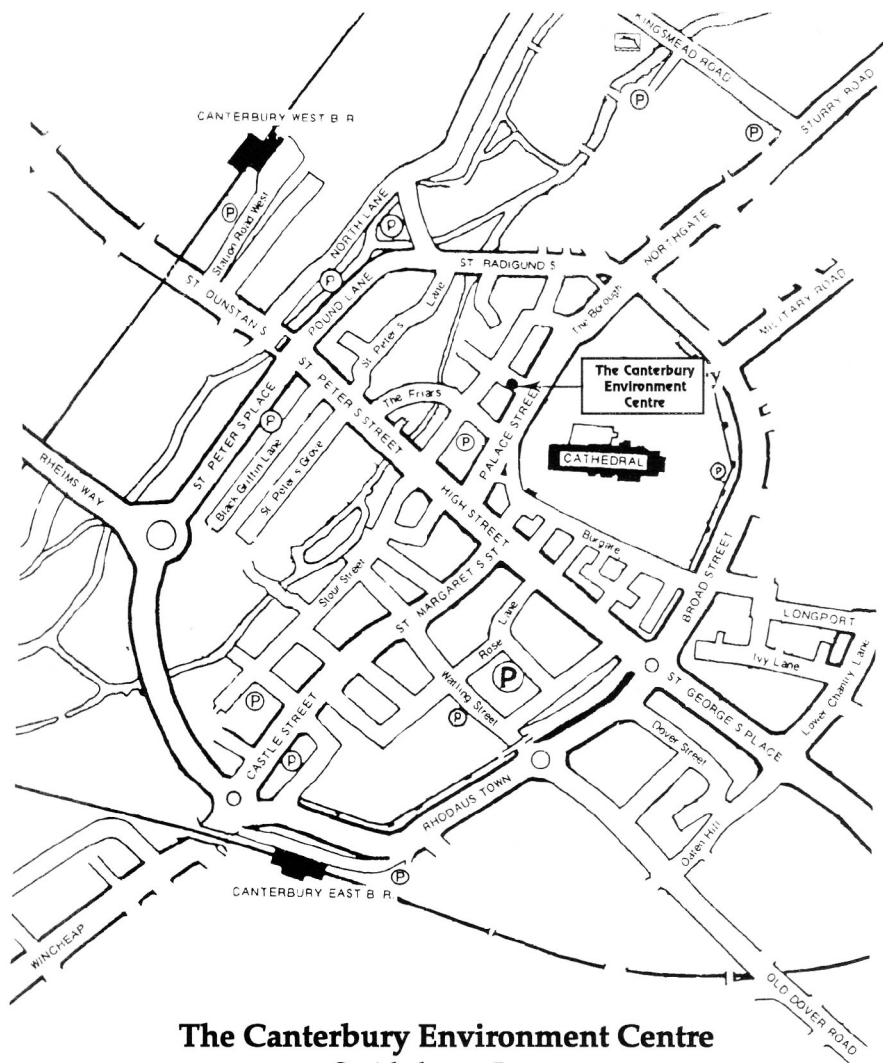 KINGSMEAD ROAD
STURRY ROAD
CANTERBURY WEST B R
P
P
P
Station Road West
NORTH LANE
P
NORTHGATE
ST RADIGUND S
MILITARY ROAD
ST DUNSTAN S
P
POUND LANE
St Peter s Lane
The Borough
The Canterbury
Environment
Centre
y
ST PETER S STREET
The Friars
PALACE STREET
ST PETER S PLACE
P
P
CATHEDRAL
P
RHEIMS WAY
Black Griffin Lane
St Peter s Grove
HIGH STREET
Burgate
BROAD STREET
Stour Street
ST MARGARET S ST
LONGPORT
Rose Lane
Ivy Lane
Lower Chantry Lane
P
Watling Street
P
ST GEORGE S PLACE
P
CASTLE STREET
P
Dover Street
RHODAUS TOWN
Oaten Hill
P
CANTERBURY EAST B R
WINCHEAP
OLD DOVER ROAD
The Canterbury Environment Centre